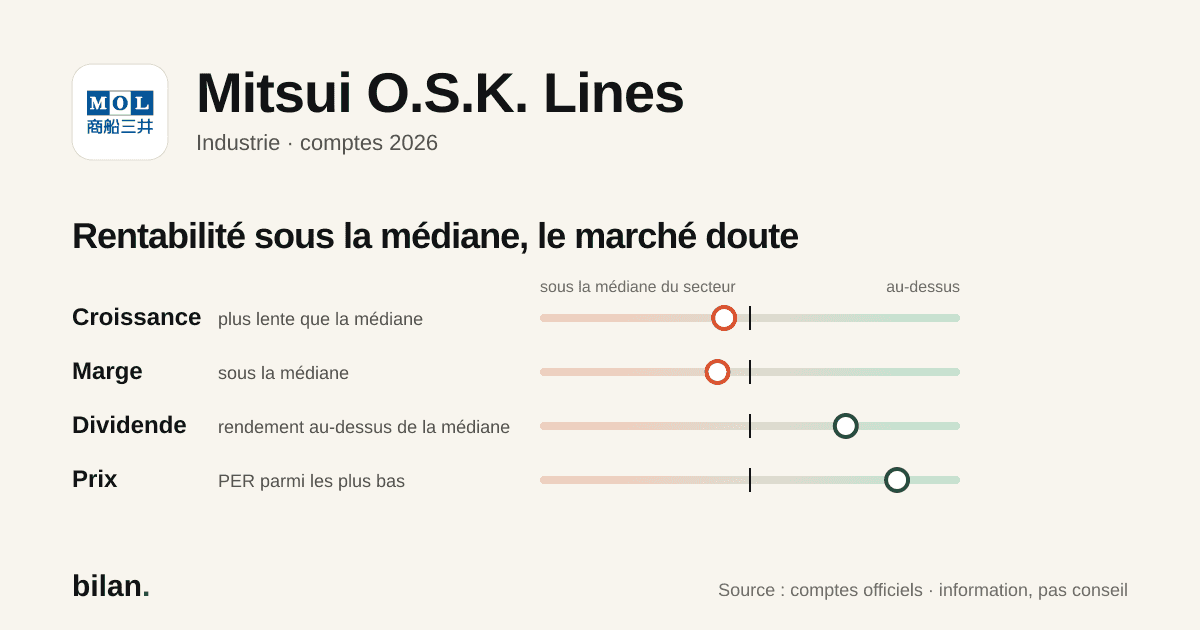 MOL
商船三井
Mitsui O.S.K. Lines
Industrie · comptes 2026
Rentabilité sous la médiane, le marché doute
sous la médiane du secteur au-dessus
Croissance plus lente que la médiane
Marge sous la médiane
Dividende rendement au-dessus de la médiane
Prix PER parmi les plus bas
bilan.
Source : comptes officiels · information, pas conseil